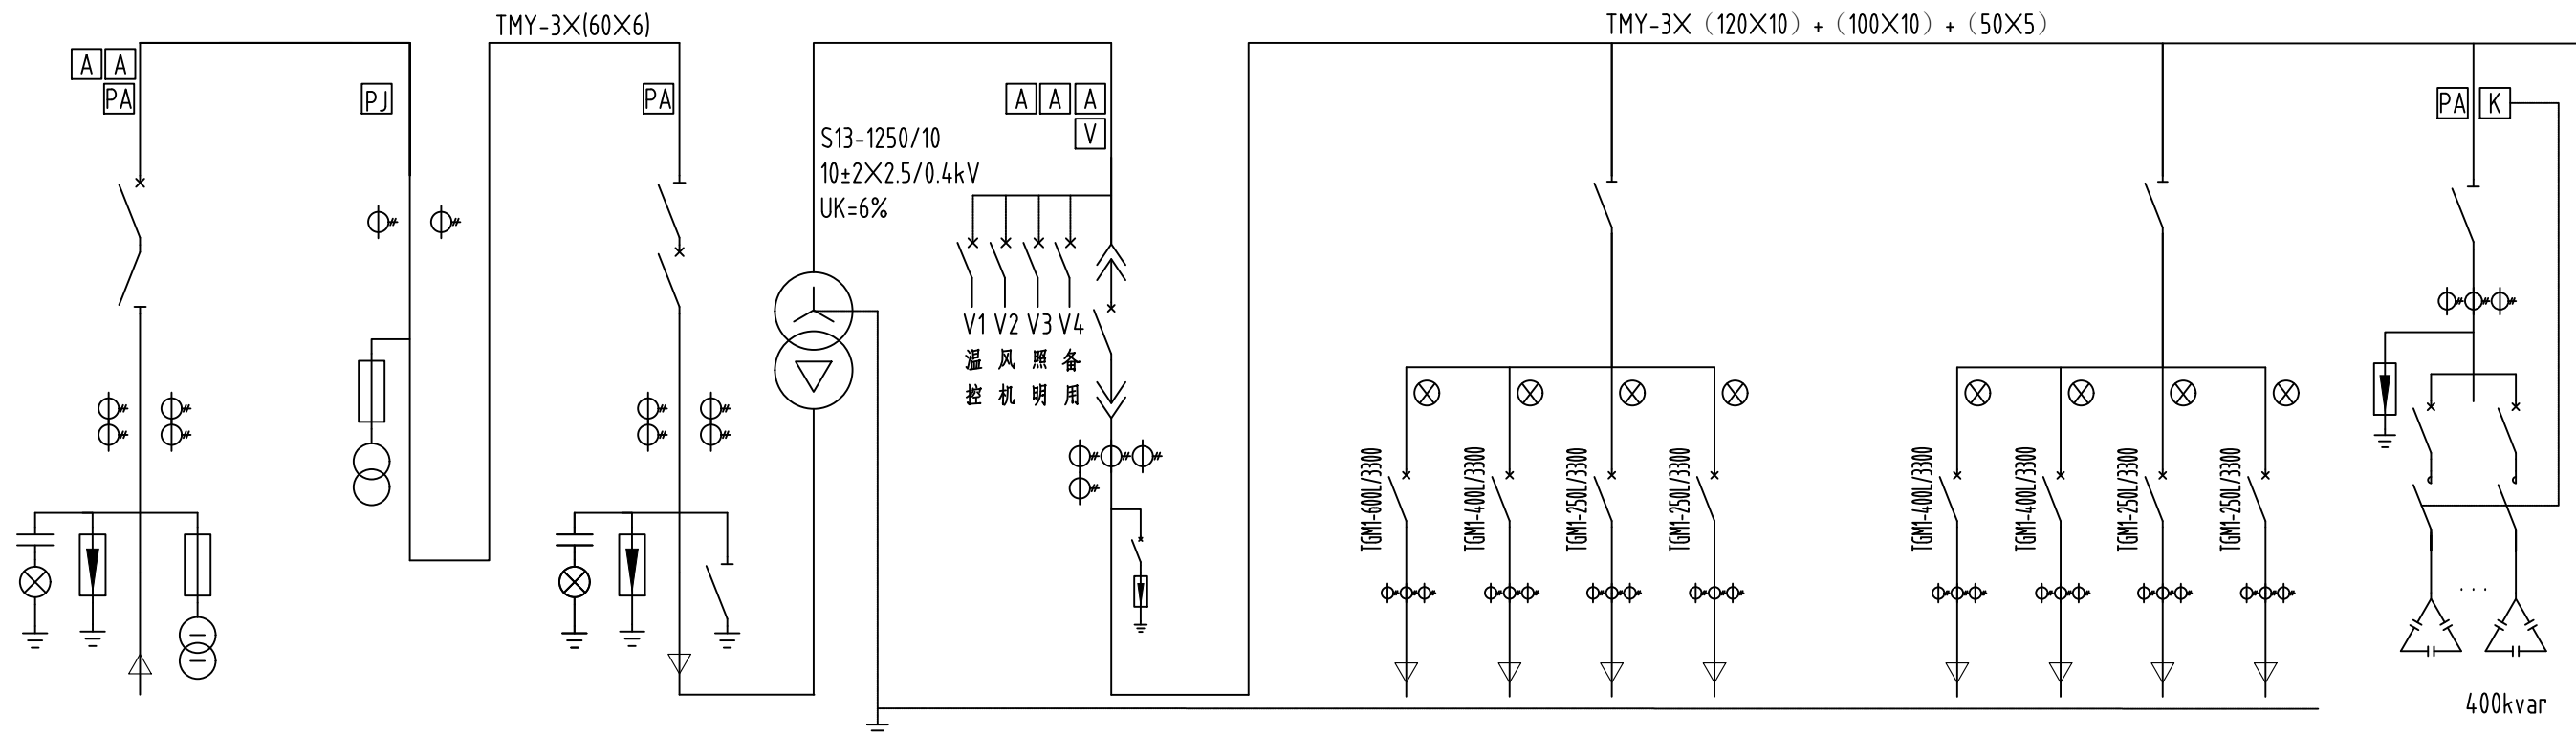 TMY-3X(60X6)
TMY-3X（120X10）+（100X10）+（50X5）
A A
PA
PJ
PA
A A A
V
PA K
S13-1250/10
10±2X2.5/0.4kV
UK=6%
V1 V2 V3 V4
温 风 照 备
控 机 明 用
TGM1-600L/3300
TGM1-400L/3300
TGM1-250L/3300
TGM1-250L/3300
TGM1-400L/3300
TGM1-400L/3300
TGM1-250L/3300
TGM1-250L/3300
...
400kvar